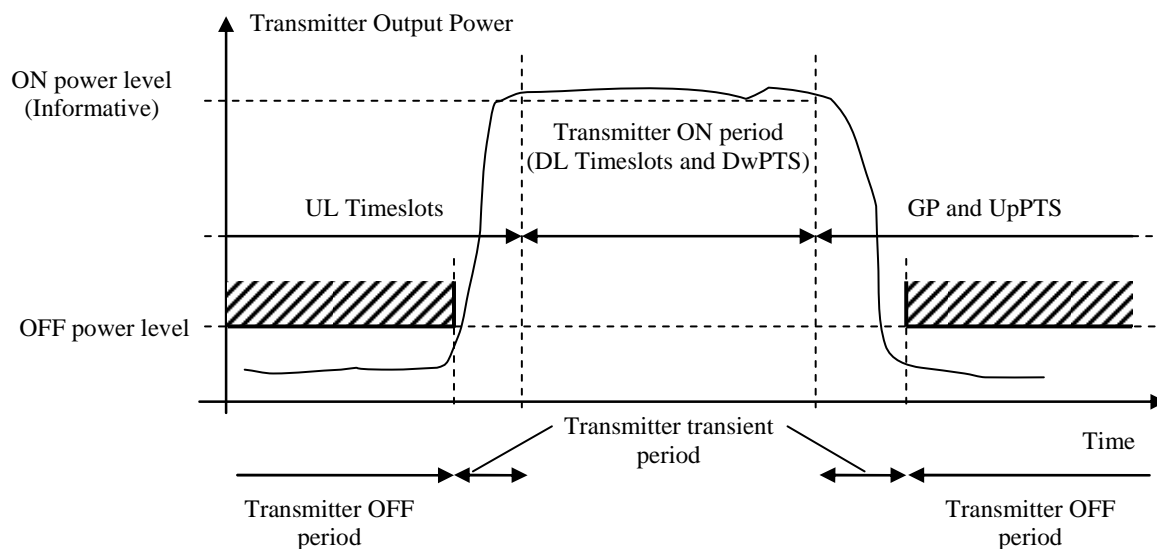 Transmitter Output Power
ON power level
(Informative)
Transmitter ON period
(DL Timeslots and DwPTS)
UL Timeslots
GP and UpPTS
OFF power level
Transmitter transient
period
Time
Transmitter OFF
period
Transmitter OFF
period